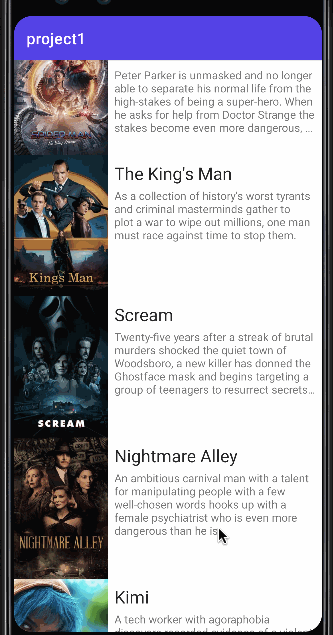 project1
Peter Parker is unmasked and no longer
able to separate his normal life from the
high-stakes of being a super-hero. When
he asks for help from Doctor Strange the
stakes become even more dangerous, ...
The King's Man
As a collection of history's worst tyrants
and criminal masterminds gather to
plot a war to wipe out millions, one man
must race against time to stop them.
King's Man
Scream
Twenty-five years after a streak of brutal
murders shocked the quiet town of
Woodsboro, a new killer has donned the
Ghostface mask and begins targeting a
group of teenagers to resurrect secrets...
SCREAM
Nightmare Alley
An ambitious carnival man with a talent
for manipulating people with a few
well-chosen words hooks up with a
female psychiatrist who is even more
dangerous than he is.
NIGHTMARE ALLEY
Kimi
A tech worker with agoraphobia